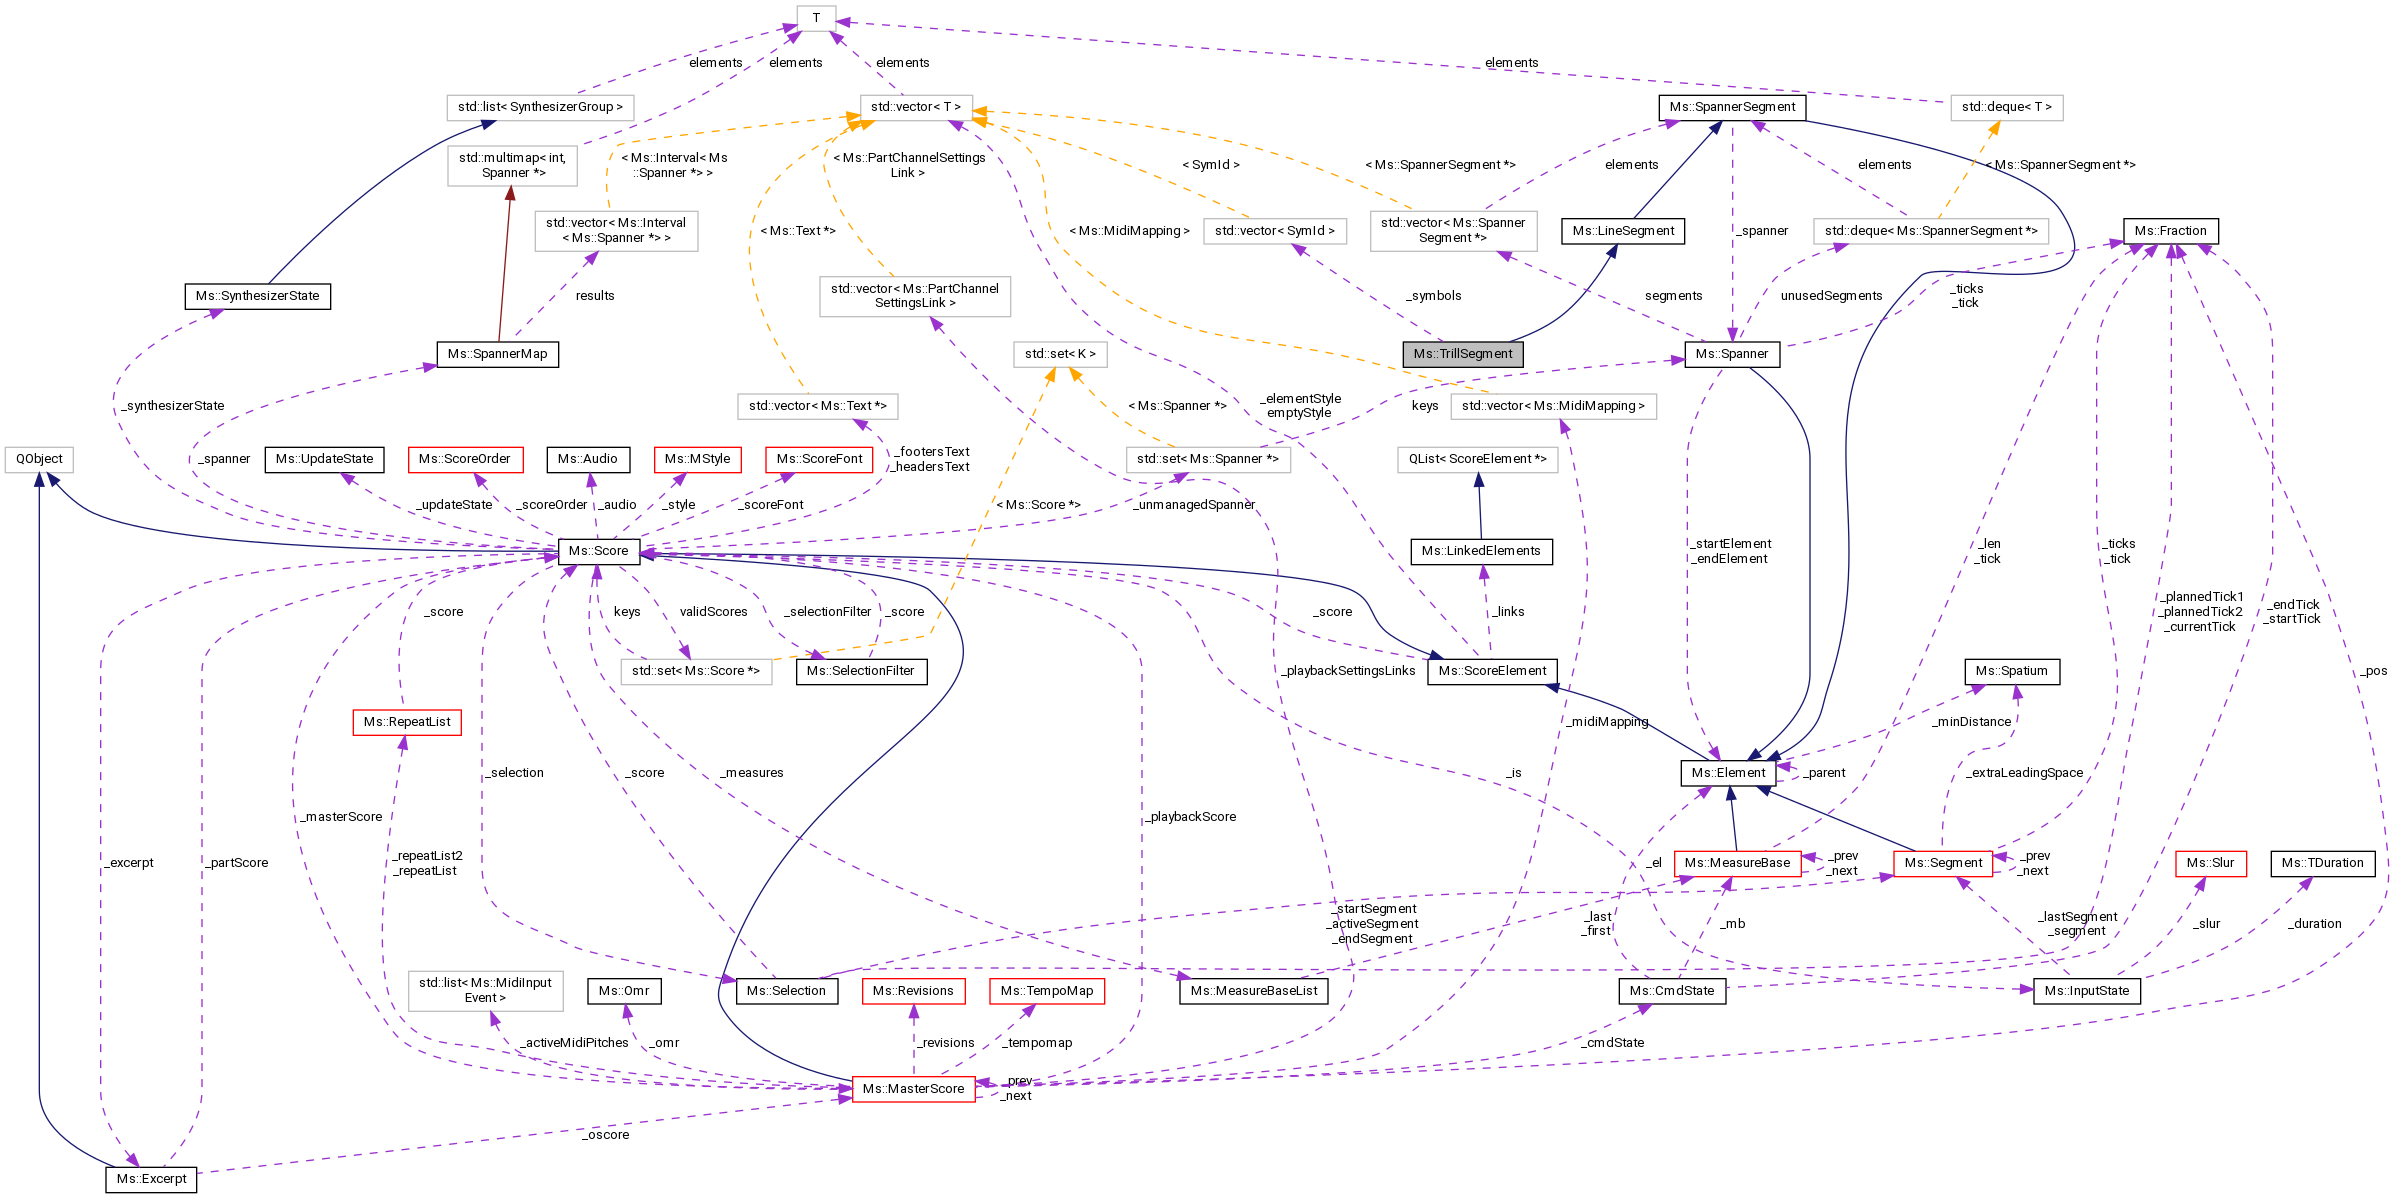 T
elements
elements
elements
elements
std::list< SynthesizerGroup >
std::vector< T >
Ms::SpannerSegment
std::deque< T >
std::multimap< int,
Spanner *>
< Ms::Interval< Ms
::Spanner *> >
< Ms::PartChannelSettings
Link >
< SymId >
< Ms::SpannerSegment *>
elements
elements
< Ms::SpannerSegment *>
std::vector< Ms::Interval
< Ms::Spanner *> >
< Ms::Text *>
< Ms::MidiMapping >
std::vector< SymId >
std::vector< Ms::Spanner
Segment *>
Ms::LineSegment
_spanner
std::deque< Ms::SpannerSegment *>
Ms::Fraction
Ms::SynthesizerState
results
std::vector< Ms::PartChannel
SettingsLink >
_symbols
segments
unusedSegments
_ticks
_tick
Ms::SpannerMap
std::set< K >
Ms::TrillSegment
Ms::Spanner
_synthesizerState
std::vector< Ms::Text *>
< Ms::Spanner *>
_elementStyle
emptyStyle
keys
std::vector< Ms::MidiMapping >
QObject
_spanner
Ms::UpdateState
Ms::ScoreOrder
Ms::Audio
Ms::MStyle
Ms::ScoreFont
_footersText
_headersText
std::set< Ms::Spanner *>
QList< ScoreElement *>
_updateState
_scoreOrder
_audio
_style
_scoreFont
< Ms::Score *>
_unmanagedSpanner
Ms::Score
Ms::LinkedElements
_startElement
_endElement
_len
_tick
_ticks
_tick
_score
keys
validScores
_selectionFilter
_score
_score
_links
_plannedTick1
_plannedTick2
_currentTick
_endTick
_startTick
std::set< Ms::Score *>
Ms::SelectionFilter
_playbackSettingsLinks
Ms::ScoreElement
Ms::Spatium
_pos
Ms::RepeatList
_midiMapping
_minDistance
_selection
_score
_measures
_is
Ms::Element
_parent
_extraLeadingSpace
_masterScore
_playbackScore
_excerpt
_partScore
_repeatList2
_repeatList
_el
Ms::MeasureBase
_prev
_next
Ms::Segment
_prev
_next
Ms::Slur
Ms::TDuration
_startSegment
_activeSegment
_endSegment
_last
_first
_mb
_lastSegment
_segment
_slur
_duration
std::list< Ms::MidiInput
Event >
Ms::Omr
Ms::Selection
Ms::Revisions
Ms::TempoMap
Ms::MeasureBaseList
Ms::CmdState
Ms::InputState
_activeMidiPitches
_omr
_revisions
_tempomap
_cmdState
Ms::MasterScore
_prev
_next
_oscore
Ms::Excerpt